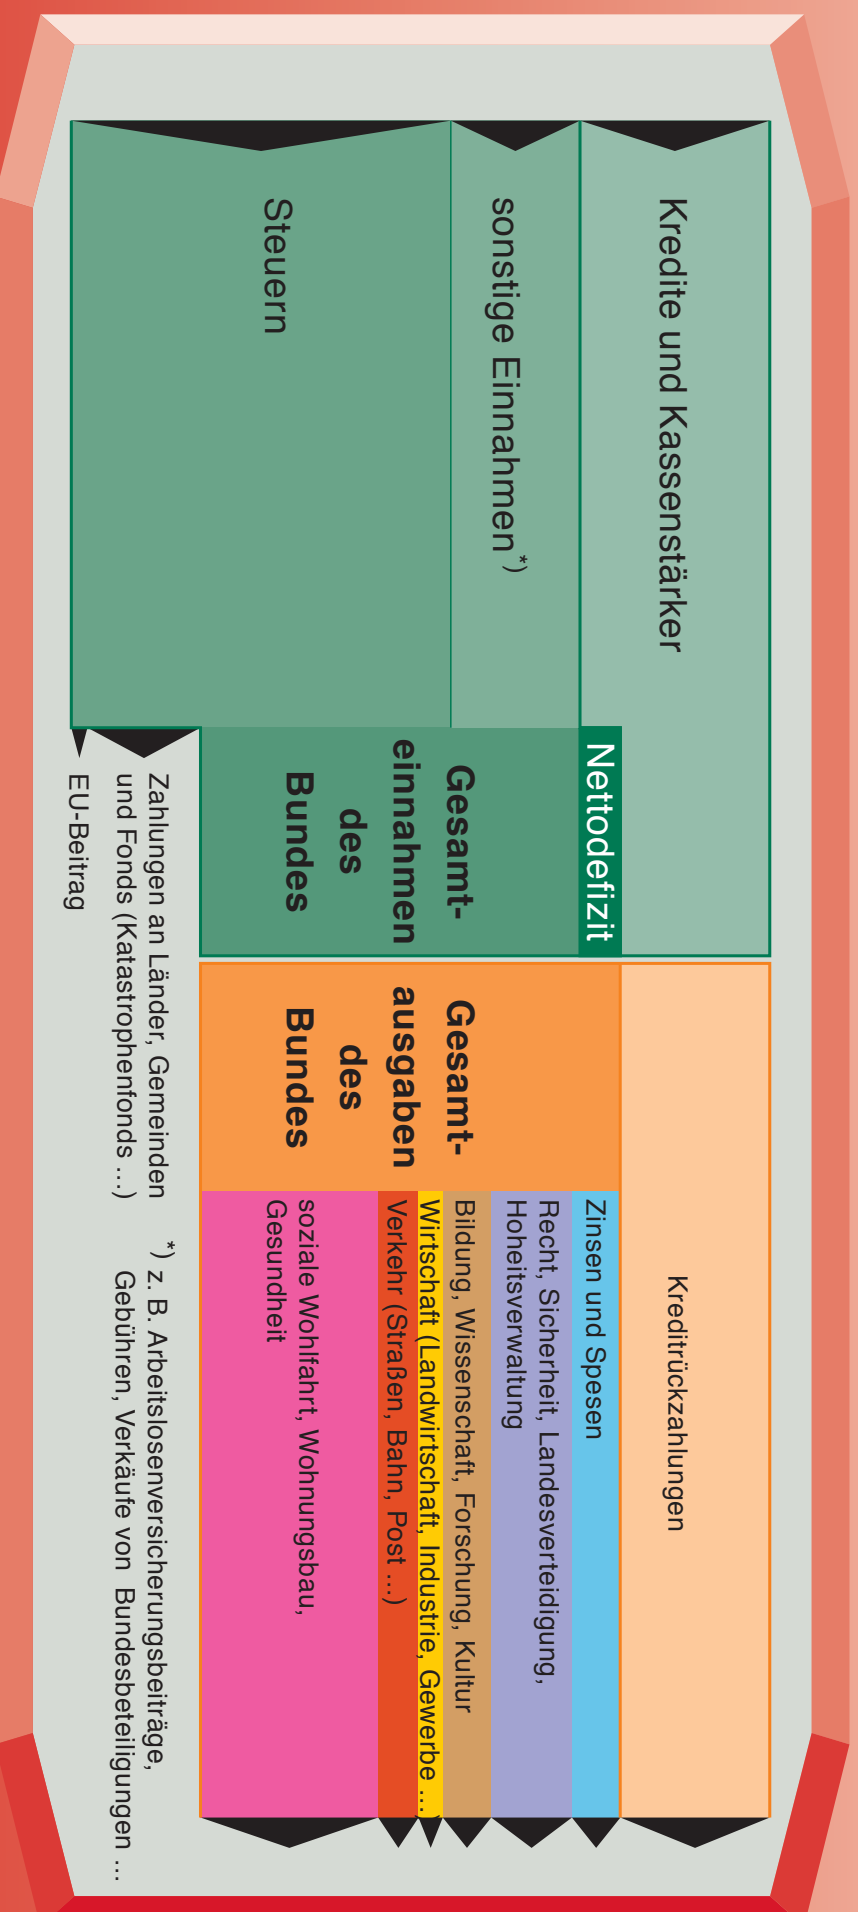 Kredite und Kassenstärker
sonstige Einnahmen *)
Steuern
Nettodefizit
Gesamt-
einnahmen
des
Bundes
Zahlungen an Länder, Gemeinden
und Fonds (Katastrophenfonds ...)
EU-Beitrag
Gesamt-
ausgaben
des
Bundes
Kreditrückzahlungen
Zinsen und Spesen
Recht, Sicherheit, Landesverteidigung,
Hoheitsverwaltung
Bildung, Wissenschaft, Forschung, Kultur
Wirtschaft (Landwirtschaft, Industrie, Gewerbe ...)
Verkehr (Straßen, Bahn, Post ...)
soziale Wohlfahrt, Wohnungsbau,
Gesundheit
*) z. B. Arbeitslosenversicherungsbeiträge,
Gebühren, Verkäufe von Bundesbeteiligungen ...